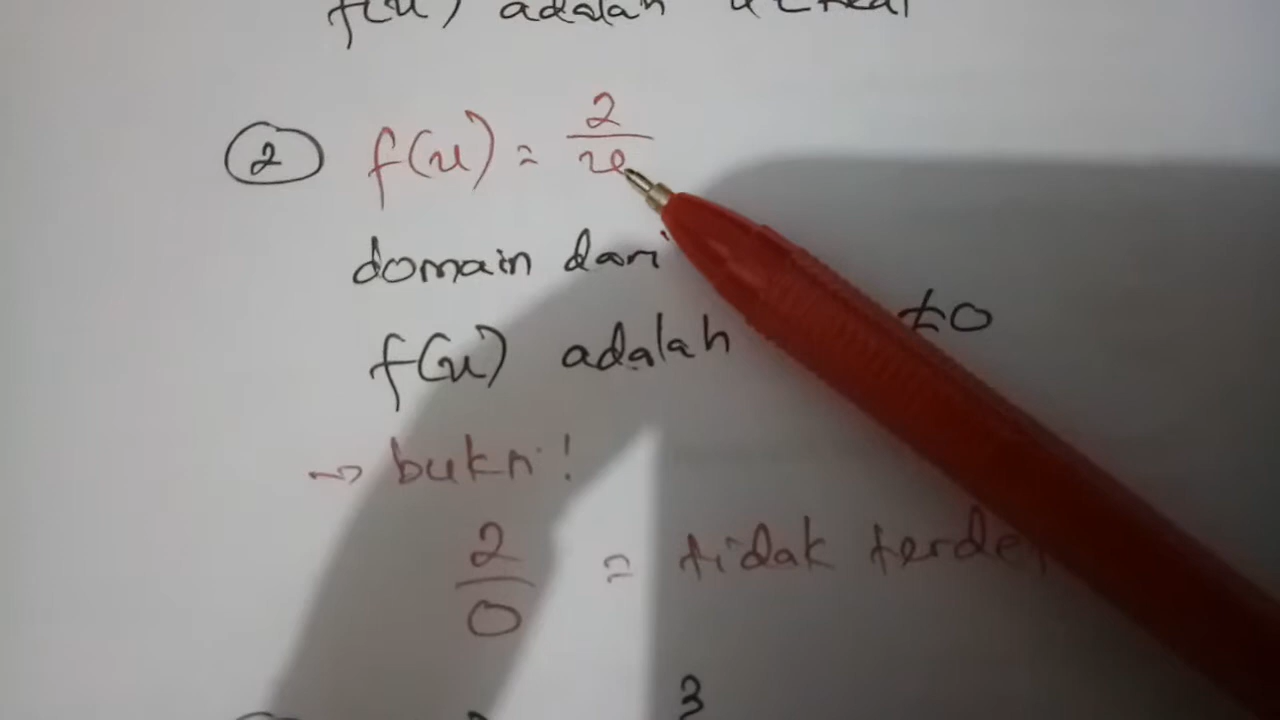 f(x) adalah
② f(x) = 2/x
domain dari
f(x) adalah ≠0
→ bukti!
2/0 = tidak
3